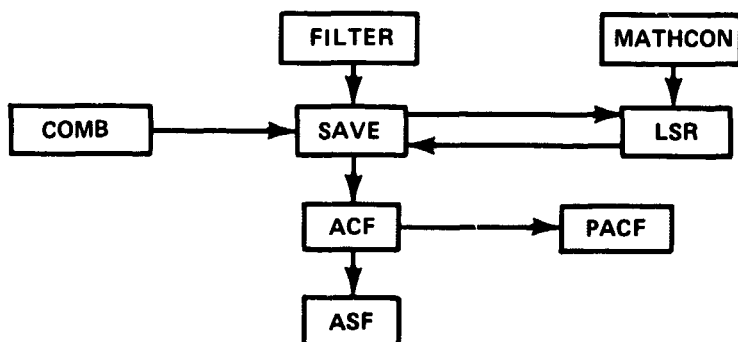 FILTER
MATHCON
COMB
SAVE
LSR
ACF
PACF
ASF